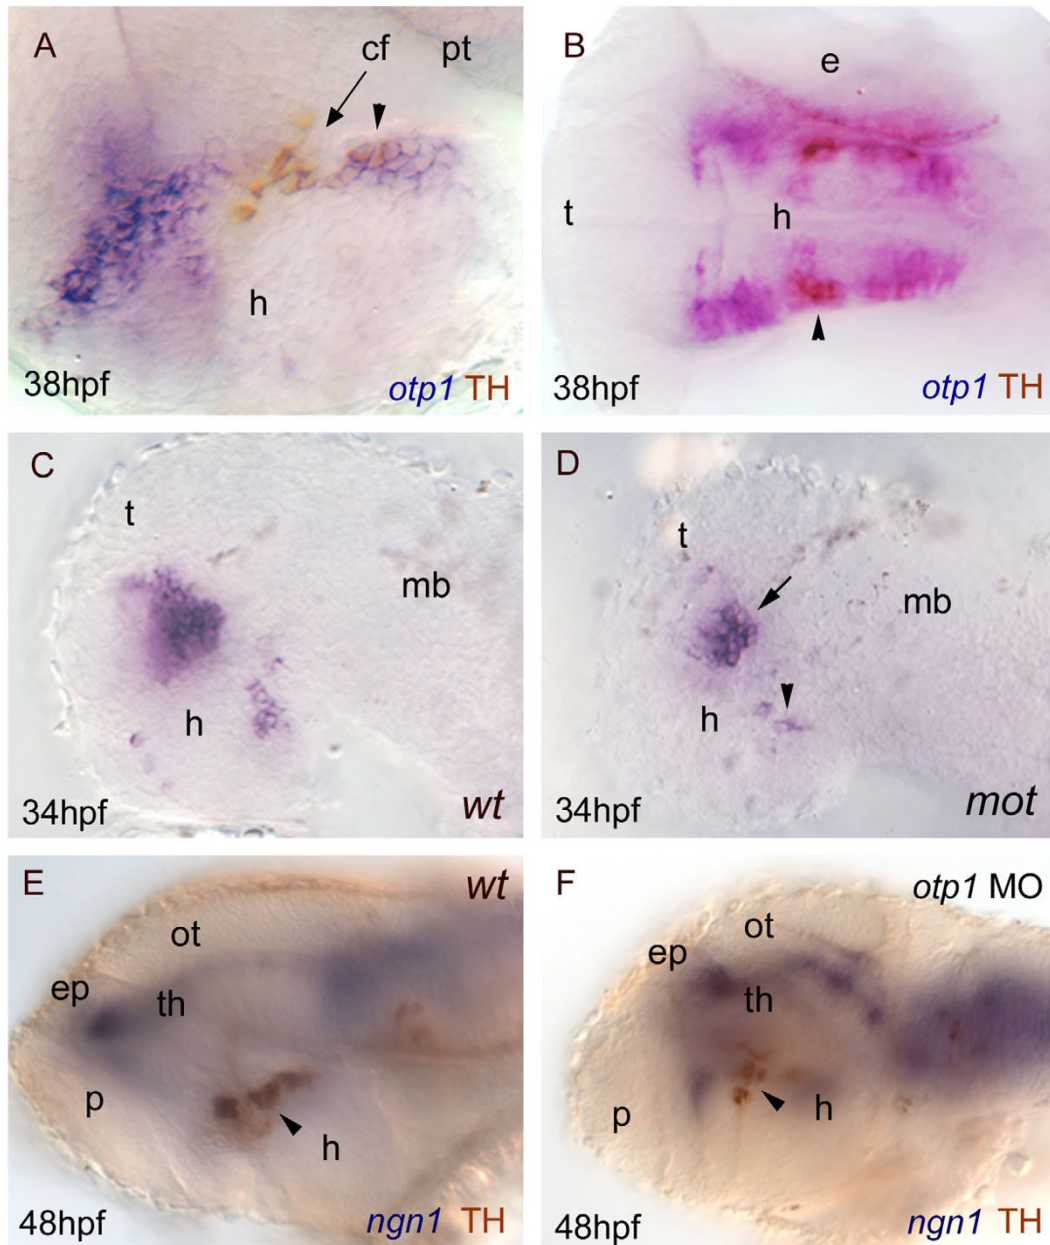 A
cf
pt
h
38hpf
otp1 TH
B
e
t
h
38hpf
otp1 TH
C
t
mb
h
34hpf
wt
D
t
mb
h
34hpf
mot
E
wt
ot
ep
th
p
h
48hpf
ngn1 TH
F
otp1 MO
ot
ep
th
p
h
48hpf
ngn1 TH